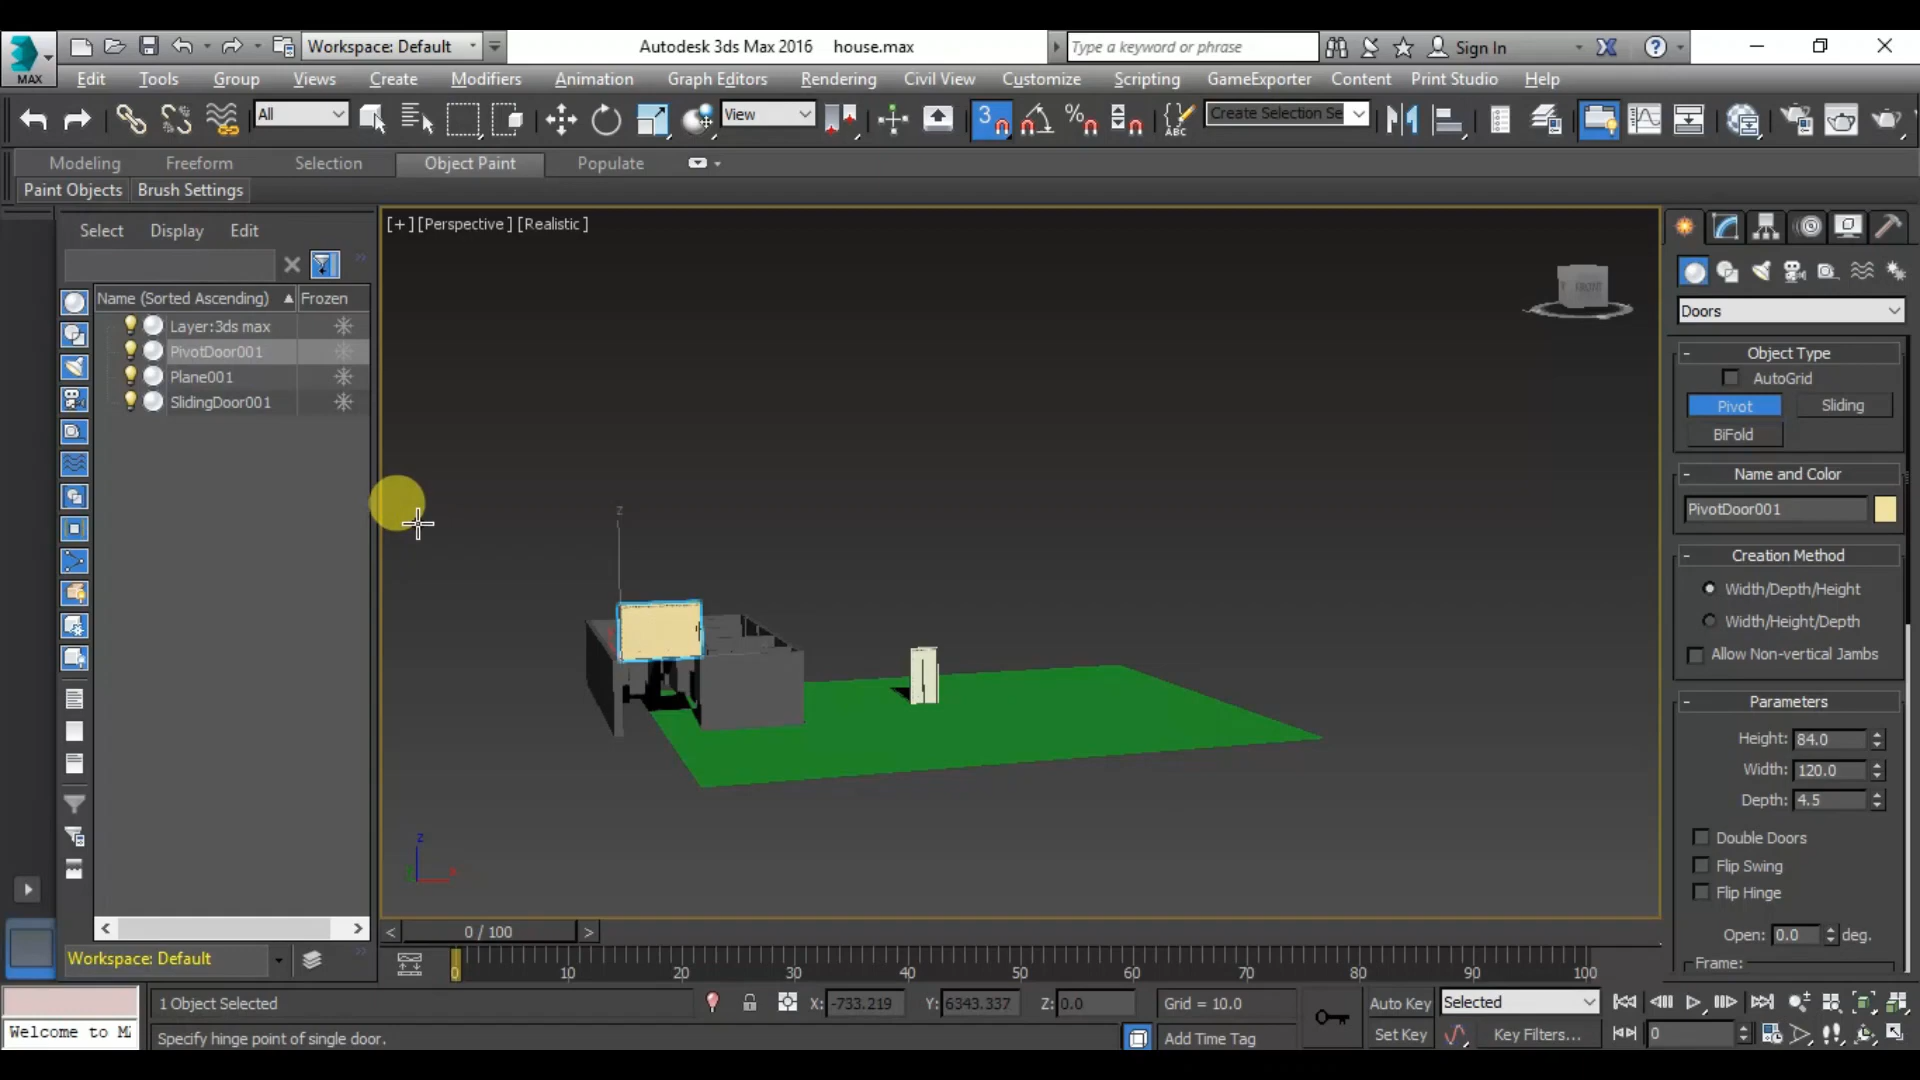 Workspace: Default
Autodesk 3ds Max 2016 house.max
Type a keyword or phrase
Sign In
MAX
Edit Tools Group Views Create Modifiers Animation Graph Editors Rendering Civil View Customize Scripting GameExporter Content Print Studio Help
All
View
3
ABC
Create Selection Se
Modeling Freeform Selection Object Paint Populate
Paint Objects Brush Settings
Select Display Edit
[+][Perspective][Realistic]
Name (Sorted Ascending) Frozen
Layer:3ds max
PivotDoor001
Plane001
SlidingDoor001
FRONT
z
z
x
Doors
Object Type
AutoGrid
Pivot Sliding
BiFold
Name and Color
PivotDoor001
Creation Method
Width/Depth/Height
Width/Height/Depth
Allow Non-vertical Jambs
Parameters
Height: 84.0
Width: 120.0
Depth: 4.5
Double Doors
Flip Swing
Flip Hinge
Open: 0.0 deg.
Frame:
< 0 / 100 >
Workspace: Default
0 10 20 30 40 50 60 70 80 90 100
1 Object Selected
X: -733.219 Y: 6343.337 Z: 0.0
Grid = 10.0
Auto Key Selected
Welcome to M
Specify hinge point of single door.
Add Time Tag
Set Key Key Filters... 0